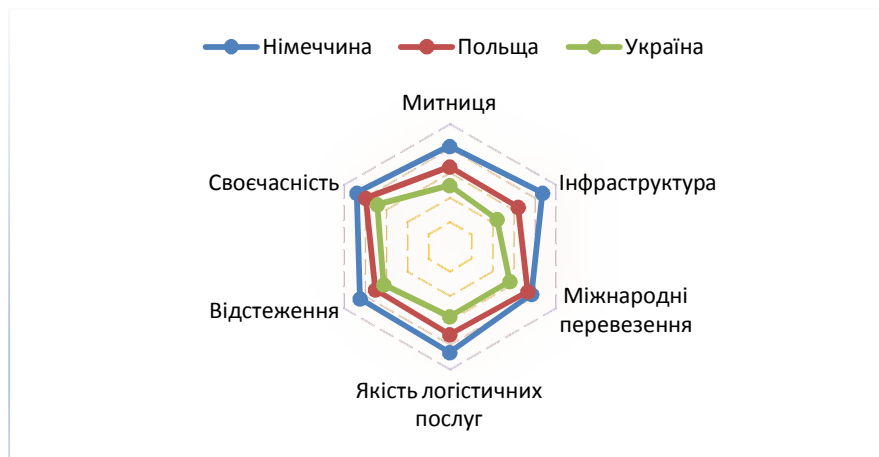 Німеччина Польща Україна
Митниця
Своєчасність
Інфраструктура
Відстеження
Міжнародні
перевезення
Якість логістичних
послуг